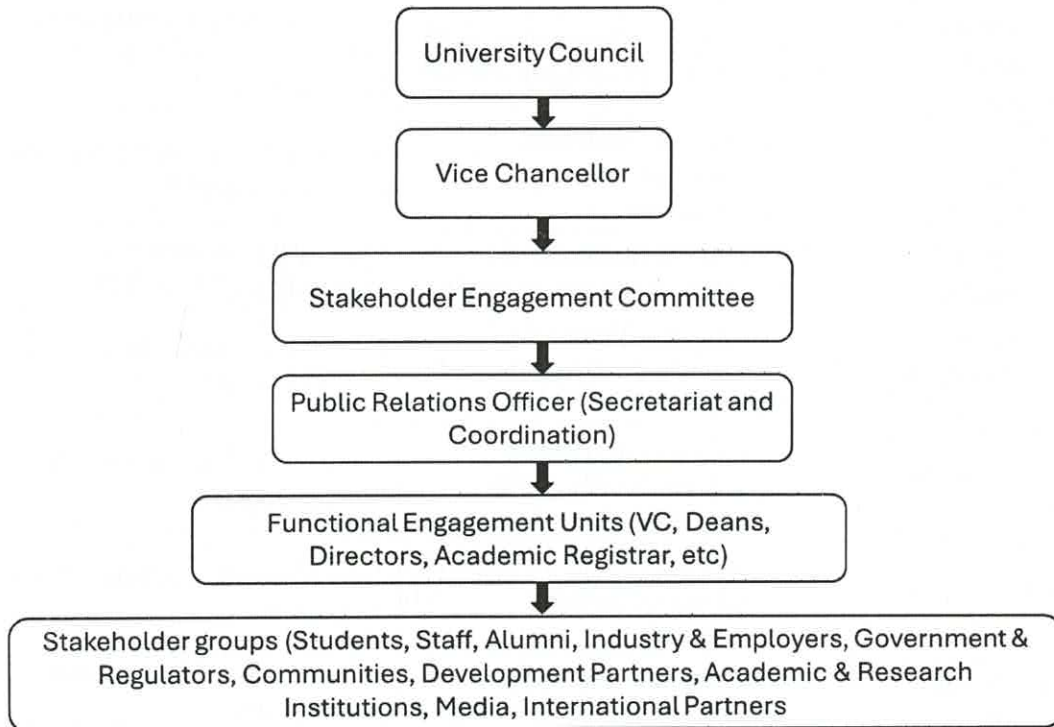 University Council
Vice Chancellor
Stakeholder Engagement Committee
Public Relations Officer (Secretariat and
Coordination)
Functional Engagement Units (VC, Deans,
Directors, Academic Registrar, etc)
Stakeholder groups (Students, Staff, Alumni, Industry & Employers, Government &
Regulators, Communities, Development Partners, Academic & Research
Institutions, Media, International Partners